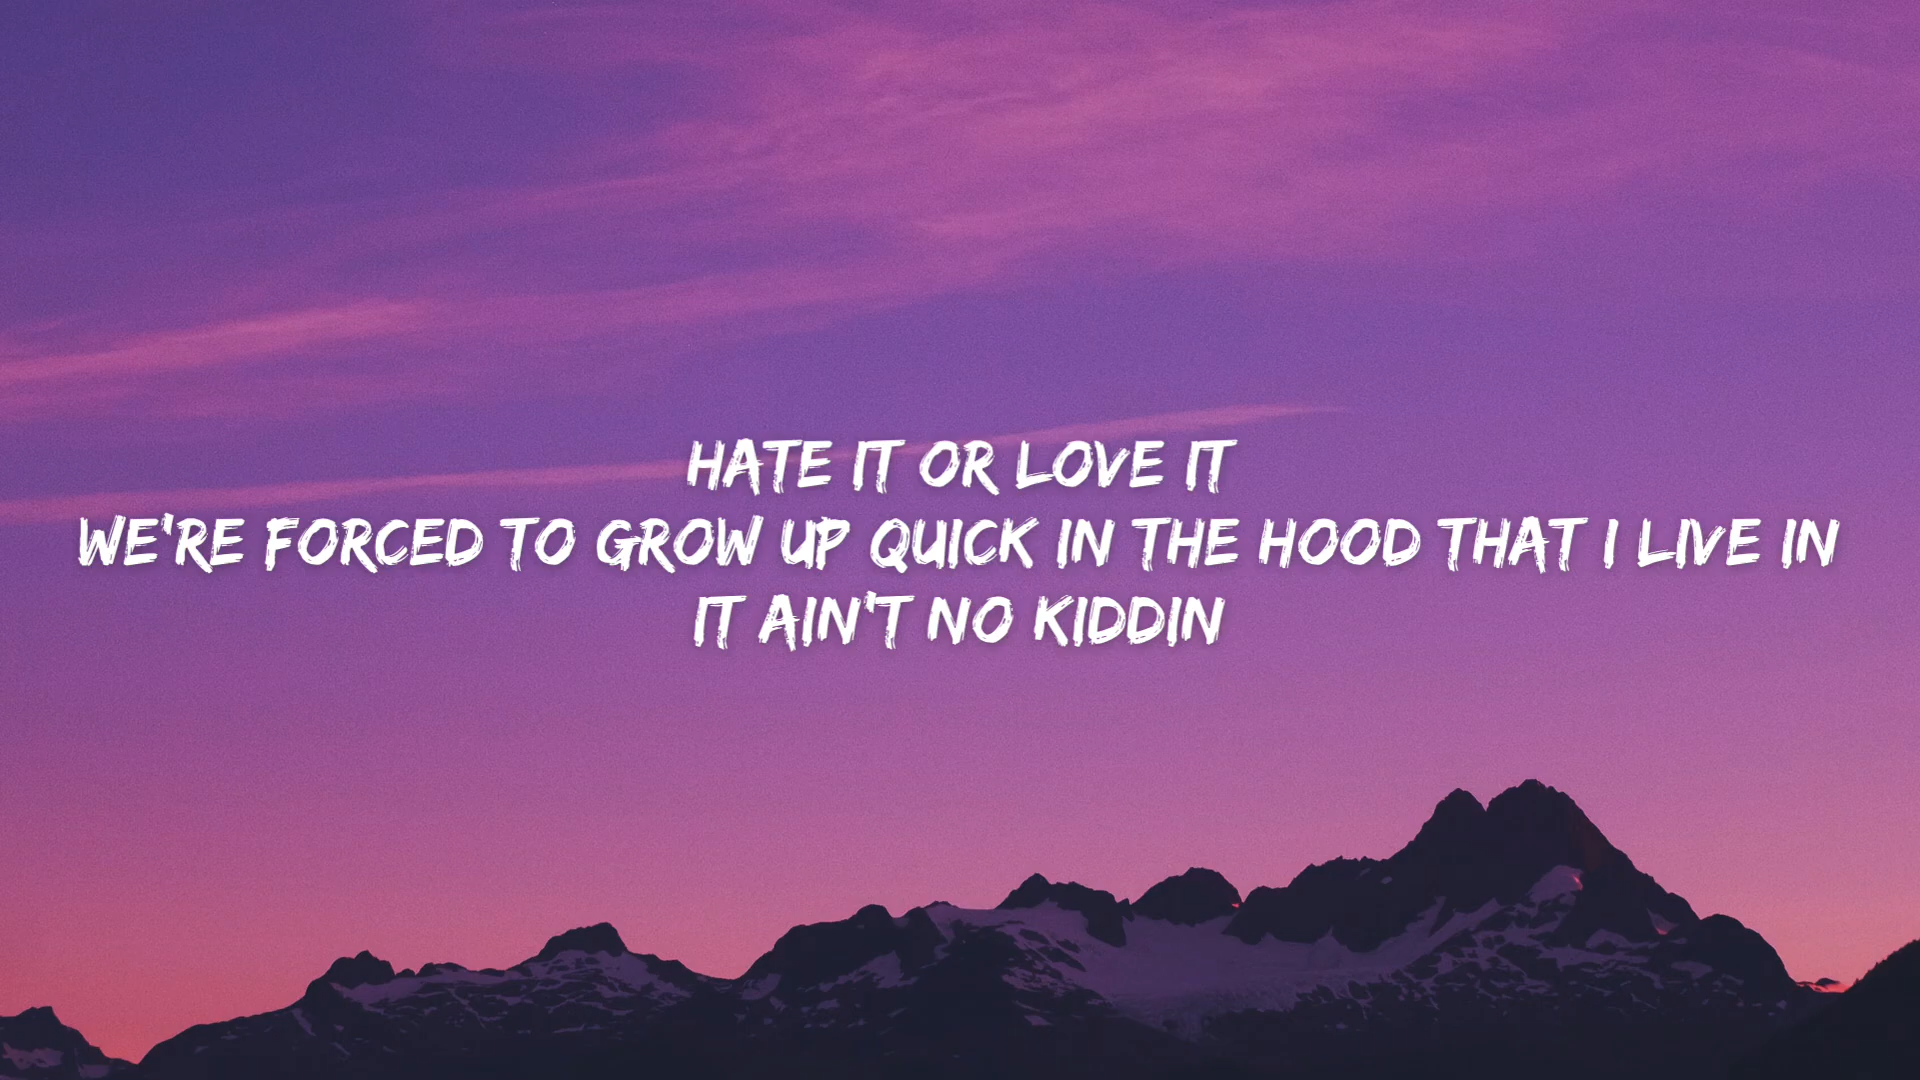 HATE IT OR LOVE IT
WE'RE FORCED TO GROW UP QUICK IN THE HOOD THAT I LIVE IN
IT AIN'T NO KIDDIN